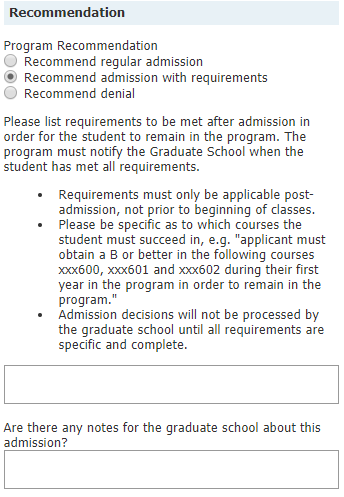 Recommendation
Program Recommendation
Recommend regular admission
Recommend admission with requirements
Recommend denial
Please list requirements to be met after admission in
order for the student to remain in the program. The
program must notify the Graduate School when the
student has met all requirements.
• Requirements must only be applicable post-
admission, not prior to beginning of classes.
• Please be specific as to which courses the
student must succeed in, e.g. "applicant must
obtain a B or better in the following courses
xxx600, xxx601 and xxx602 during their first
year in the program in order to remain in the
program."
• Admission decisions will not be processed by
the graduate school until all requirements are
specific and complete.
Are there any notes for the graduate school about this
admission?